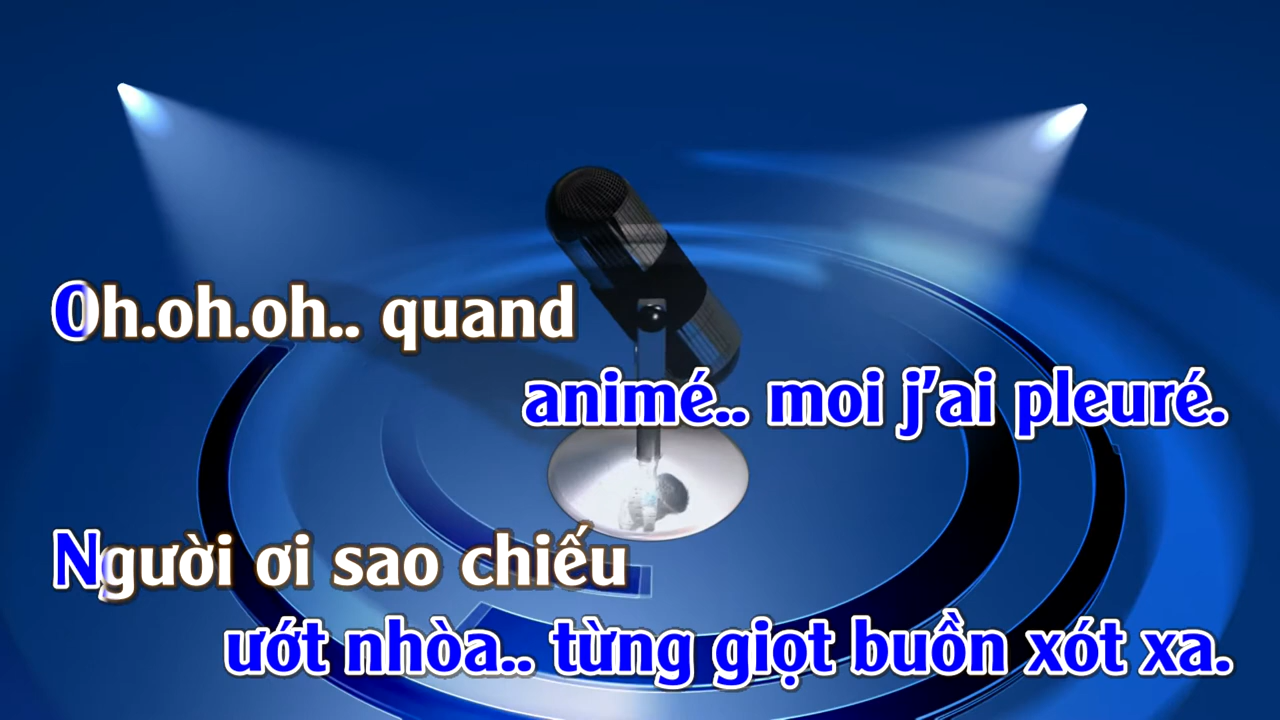 Oh.oh.oh.. quand
animé.. moi j'ai pleuré.
Người ơi sao chiếu
ướt nhòa.. từng giọt buồn xót xa.